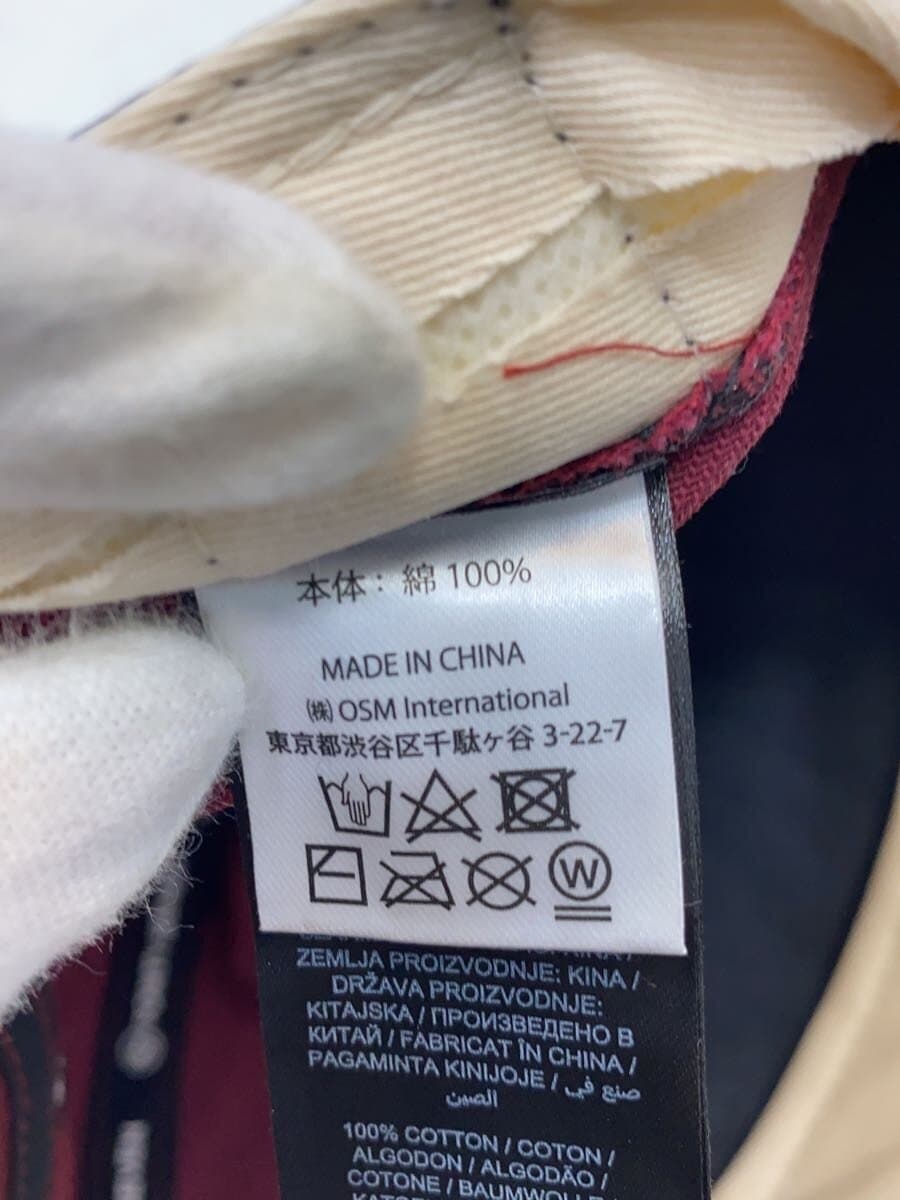 本体：綿 100%
MADE IN CHINA
㈱ OSM International
東京都渋谷区千駄ヶ谷 3-22-7
W
ZEMLJA PROIZVODNJE: KINA /
DRŽAVA PROIZVODNJE:
KITAJSKA / ПРОИЗВЕДЕНО В
КИТАЙ / FABRICAT ÎN CHINA /
PAGAMINTA KINIJOJE / صنع في
الصين
100% COTTON / COTON /
ALGODON / ALGODÃO /
COTONE / BAUMWOLLE /